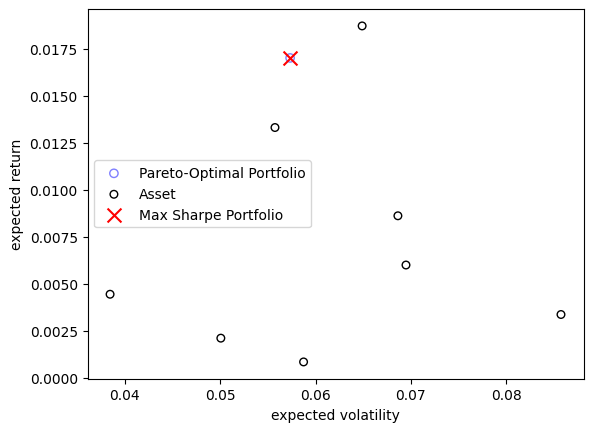 0.0175
0.0150
0.0125
0.0100
0.0075
0.0050
0.0025
0.0000
expected return
Pareto-Optimal Portfolio
Asset
Max Sharpe Portfolio
0.04 0.05 0.06 0.07 0.08
expected volatility